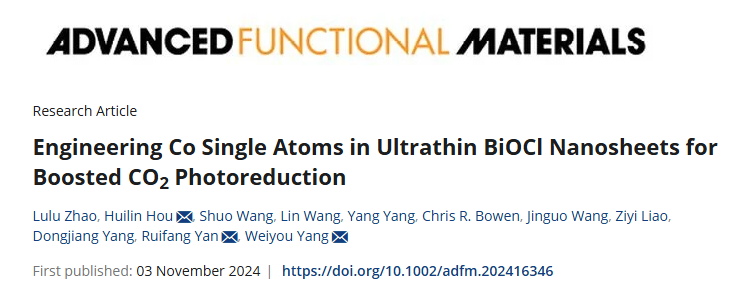 ADVANCED FUNCTIONAL MATERIALS
Research Article
Engineering Co Single Atoms in Ultrathin BiOCl Nanosheets for
Boosted CO₂ Photoreduction
Lulu Zhao, Huilin Hou, Shuo Wang, Lin Wang, Yang Yang, Chris R. Bowen, Jinguo Wang, Ziyi Liao,
Dongjiang Yang, Ruifang Yan, Weiyou Yang
First published: 03 November 2024 | https://doi.org/10.1002/adfm.202416346